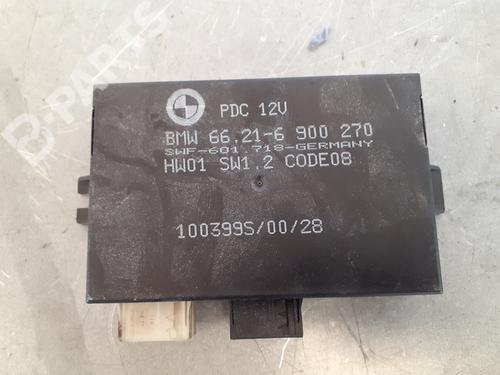 PDC 12V
BMW 66.21-6 900 270
SWF-601.718-GERMANY
HW01 SW1.2 CODE08
100399S/00/28
B-PARTS